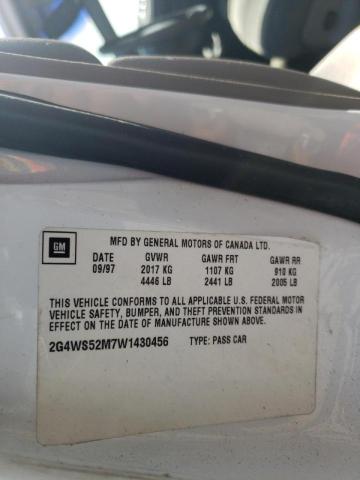 GM
MFD BY GENERAL MOTORS OF CANADA LTD.
DATE GVWR GAWR FRT GAWR RR
09/97 2017 KG 1107 KG 910 KG
4446 LB 2441 LB 2005 LB
THIS VEHICLE CONFORMS TO ALL APPLICABLE U.S. FEDERAL MOTOR
VEHICLE SAFETY, BUMPER, AND THEFT PREVENTION STANDARDS
IN EFFECT ON THE DATE OF MANUFACTURE SHOWN ABOVE.
2G4WS52M7W1430456 TYPE: PASS CAR